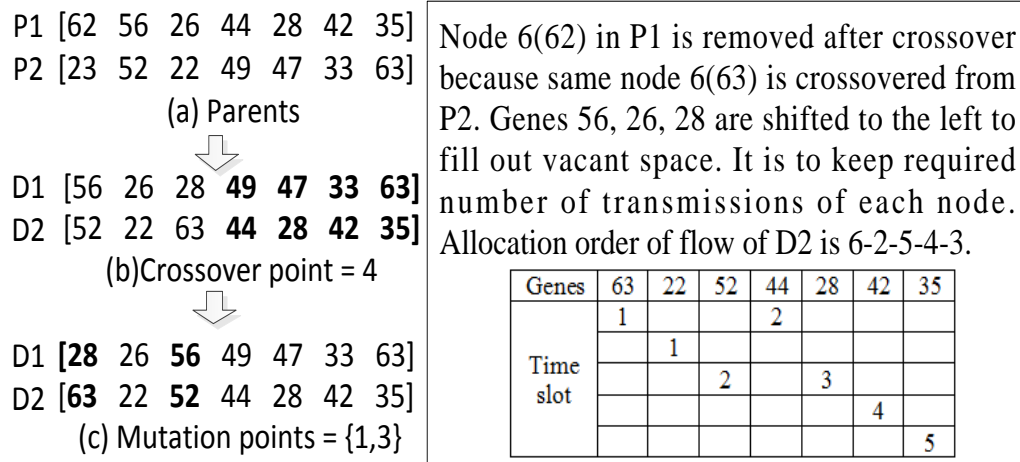 P1 [62 56 26 44 28 42 35]
P2 [23 52 22 49 47 33 63]
(a) Parents
D1 [56 26 28 49 47 33 63]
D2 [52 22 63 44 28 42 35]
(b)Crossover point = 4
D1 [28 26 56 49 47 33 63]
D2 [63 22 52 44 28 42 35]
(c) Mutation points = {1,3}
Node 6(62) in P1 is removed after crossover
because same node 6(63) is crossovered from
P2. Genes 56, 26, 28 are shifted to the left to
fill out vacant space. It is to keep required
number of transmissions of each node.
Allocation order of flow of D2 is 6-2-5-4-3.
Genes 63 22 52 44 28 42 35
1 2
1
Time slot
2 3
4
5